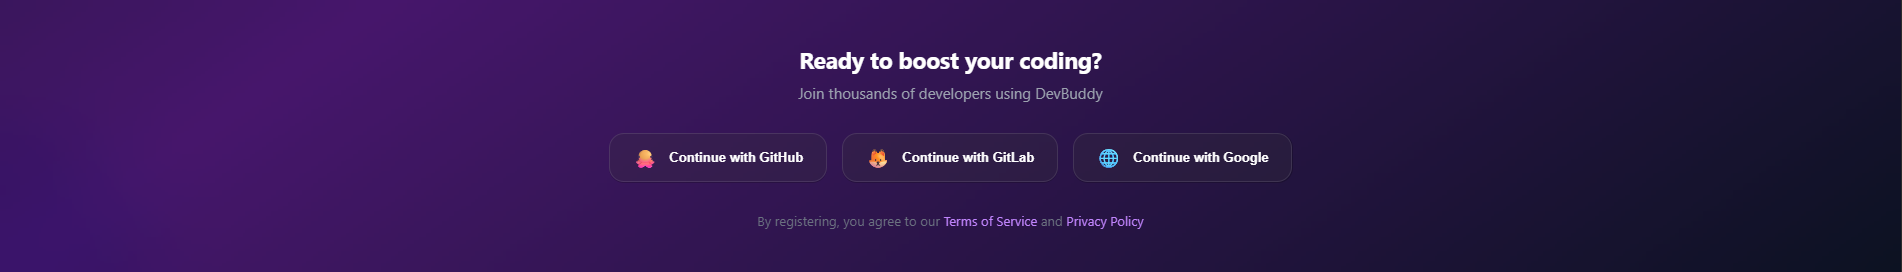 Ready to boost your coding?
Join thousands of developers using DevBuddy
Continue with GitHub
Continue with GitLab
Continue with Google
By registering, you agree to our Terms of Service and Privacy Policy